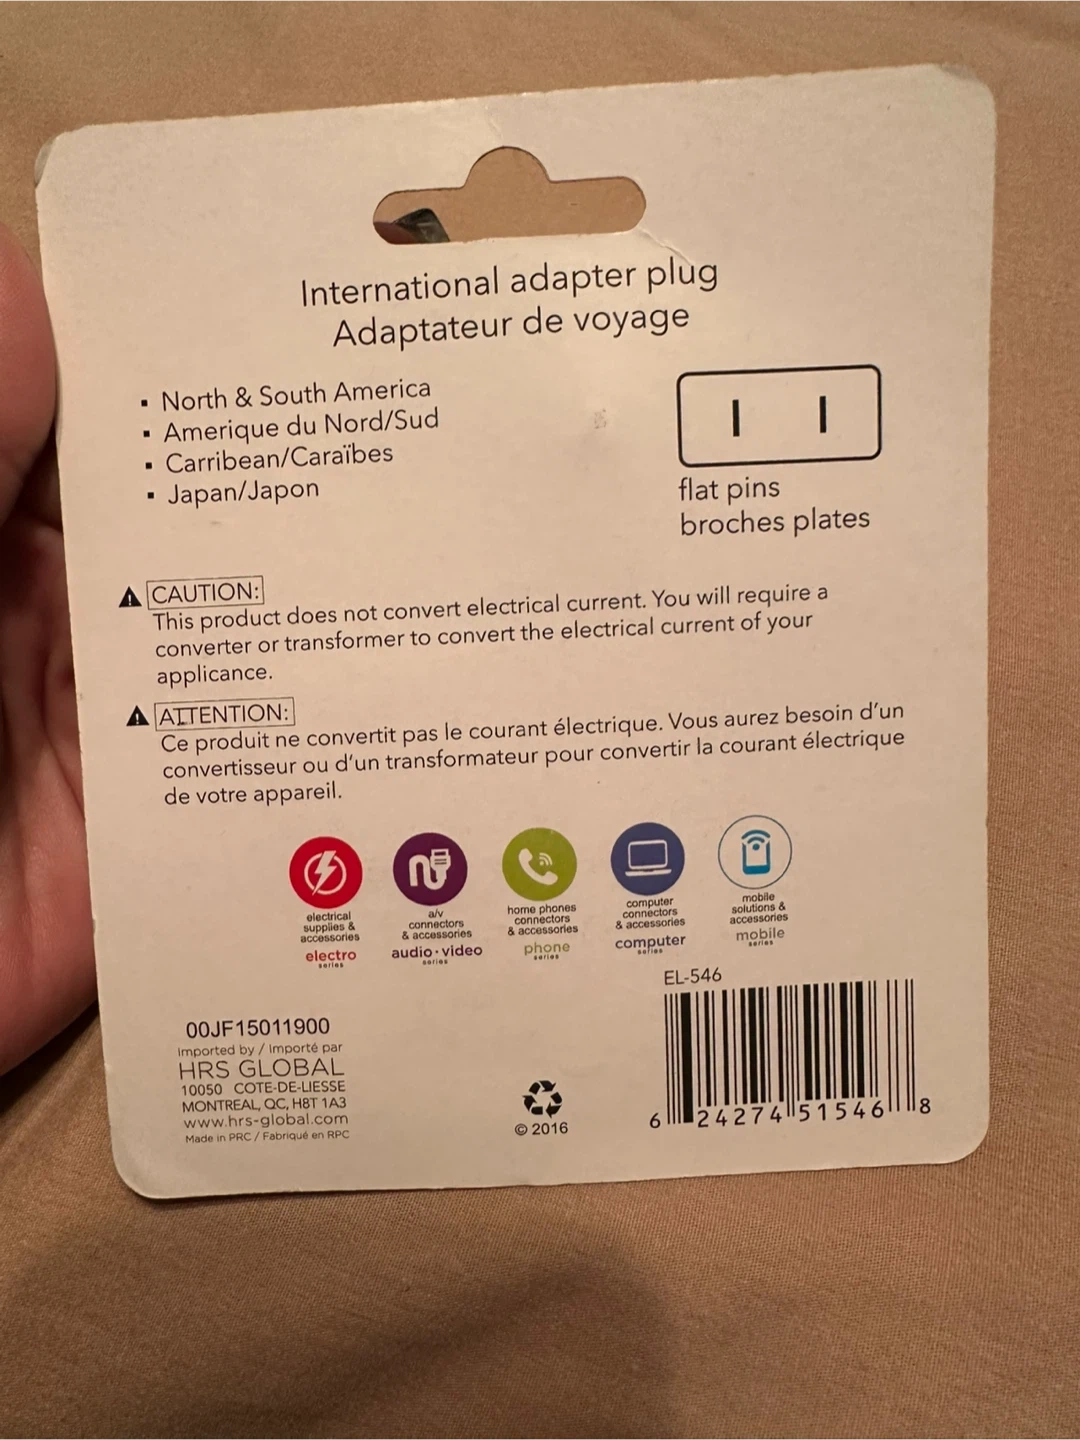 International adapter plug
Adaptateur de voyage
▪ North & South America
▪ Amerique du Nord/Sud
▪ Carribean/Caraïbes
▪ Japan/Japon
flat pins
broches plates
CAUTION:
This product does not convert electrical current. You will require a
converter or transformer to convert the electrical current of your
applicance.
ATTENTION:
Ce produit ne convertit pas le courant électrique. Vous aurez besoin d'un
convertisseur ou d'un transformateur pour convertir la courant électrique
de votre appareil.
electrical
supplies &
accessories
electro
series
a/v
connectors
& accessories
audio·video
series
home phones
connectors
& accessories
phone
series
computer
connectors
& accessories
computer
series
mobile
solutions &
accessories
mobile
series
00JF15011900
Imported by / Importé par
HRS GLOBAL
10050 COTE-DE-LIESSE
MONTREAL, QC, H8T 1A3
www.hrs-global.com
Made in PRC / Fabriqué en RPC
© 2016
EL-546
6 24274 51546 8